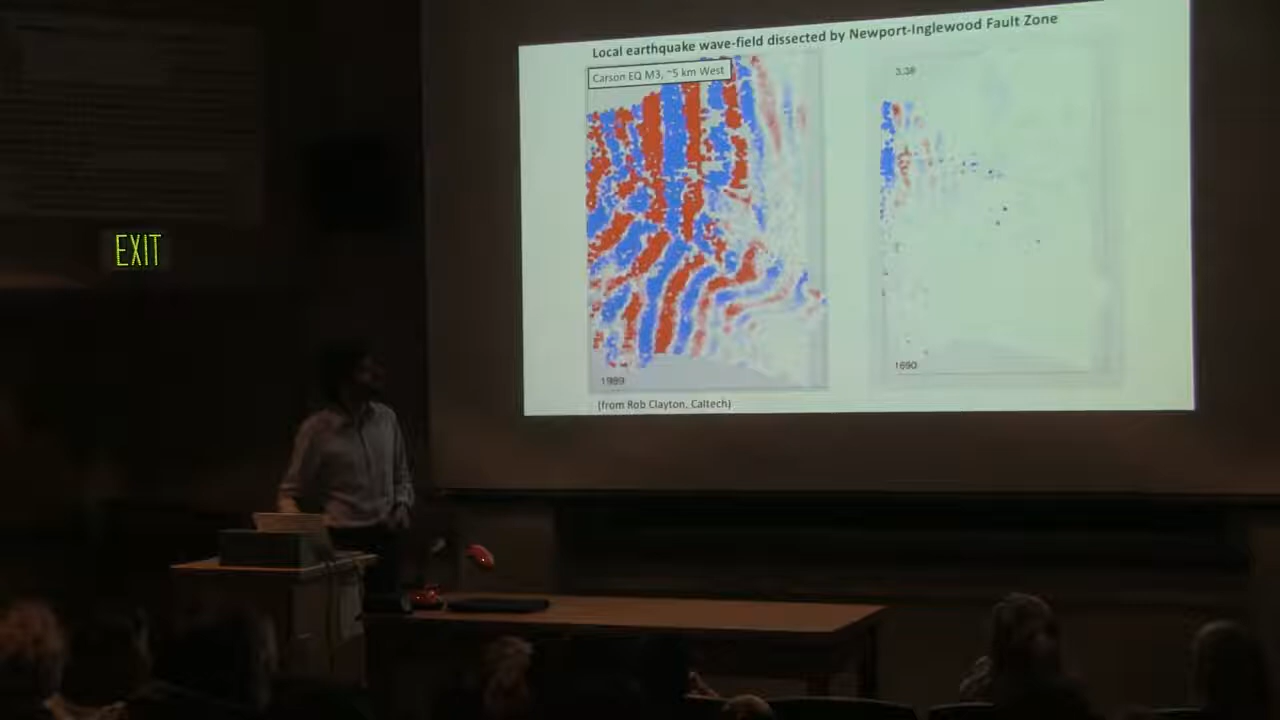 Local earthquake wave-field dissected by Newport-Inglewood Fault Zone
Carson EQ M3, ~5 km West
3.38
EXIT
1989
1690
(from Rob Clayton, Caltech)